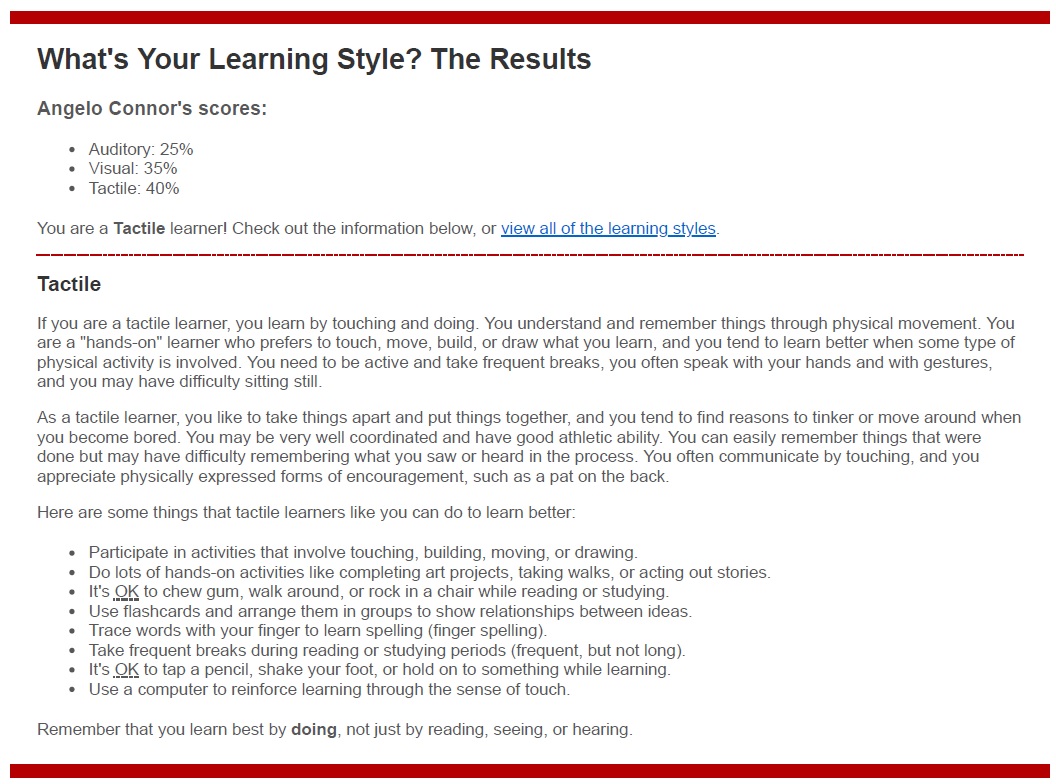 What's Your Learning Style? The Results
Angelo Connor's scores:
• Auditory: 25%
• Visual: 35%
• Tactile: 40%
You are a Tactile learner! Check out the information below, or view all of the learning styles.
Tactile
If you are a tactile learner, you learn by touching and doing. You understand and remember things through physical movement. You
are a "hands-on" learner who prefers to touch, move, build, or draw what you learn, and you tend to learn better when some type of
physical activity is involved. You need to be active and take frequent breaks, you often speak with your hands and with gestures,
and you may have difficulty sitting still.
As a tactile learner, you like to take things apart and put things together, and you tend to find reasons to tinker or move around when
you become bored. You may be very well coordinated and have good athletic ability. You can easily remember things that were
done but may have difficulty remembering what you saw or heard in the process. You often communicate by touching, and you
appreciate physically expressed forms of encouragement, such as a pat on the back.
Here are some things that tactile learners like you can do to learn better:
• Participate in activities that involve touching, building, moving, or drawing.
• Do lots of hands-on activities like completing art projects, taking walks, or acting out stories.
• It's OK to chew gum, walk around, or rock in a chair while reading or studying.
• Use flashcards and arrange them in groups to show relationships between ideas.
• Trace words with your finger to learn spelling (finger spelling).
• Take frequent breaks during reading or studying periods (frequent, but not long).
• It's OK to tap a pencil, shake your foot, or hold on to something while learning.
• Use a computer to reinforce learning through the sense of touch.
Remember that you learn best by doing, not just by reading, seeing, or hearing.